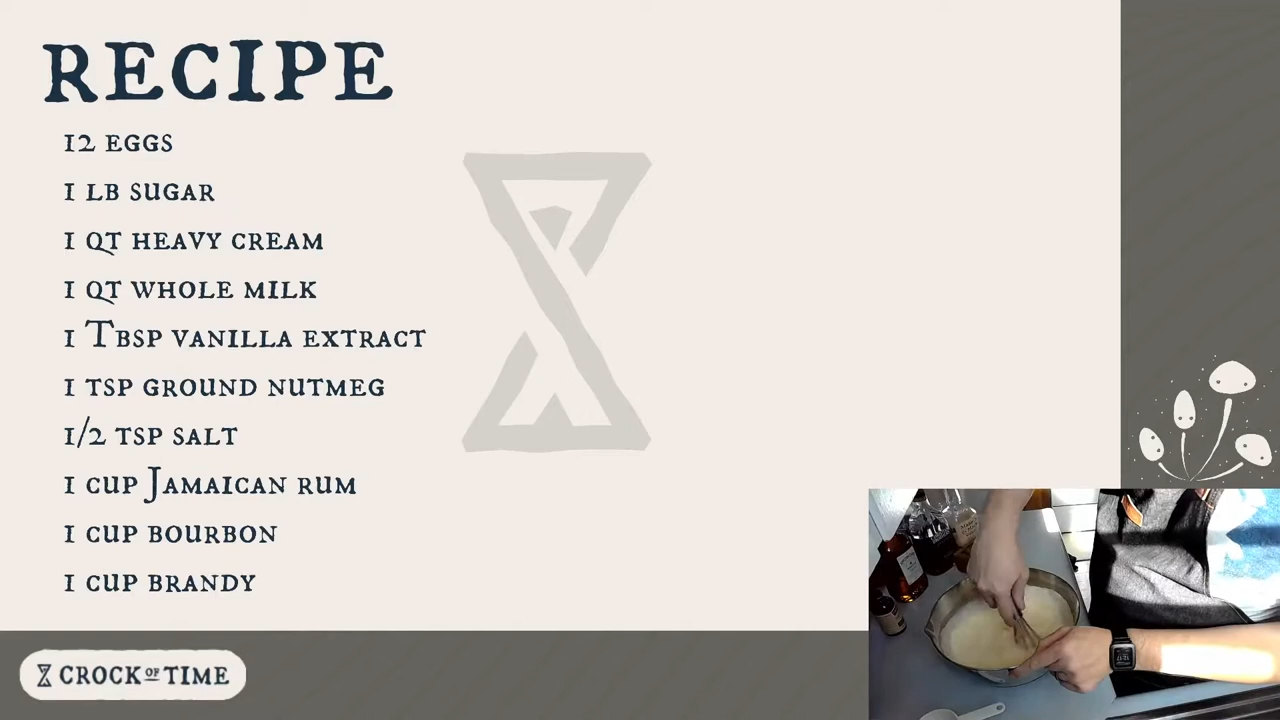 RECIPE
12 EGGS
1 LB SUGAR
1 QT HEAVY CREAM
1 QT WHOLE MILK
1 TBSP VANILLA EXTRACT
1 TSP GROUND NUTMEG
1/2 TSP SALT
1 CUP JAMAICAN RUM
1 CUP BOURBON
1 CUP BRANDY
CROCK OF TIME